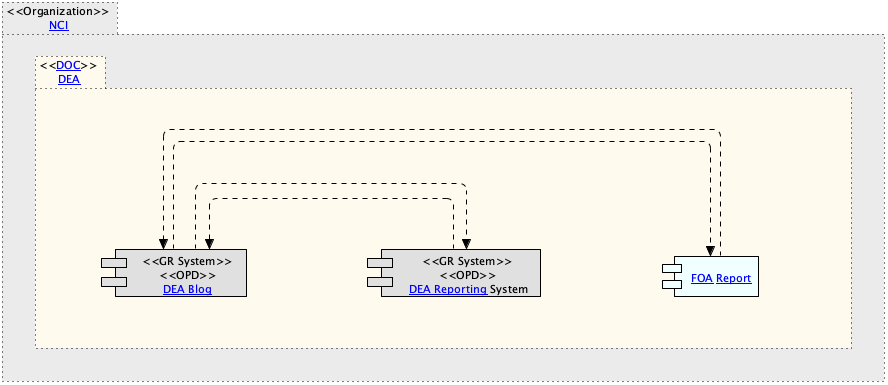 <<Organization>>
NCI
<<DOC>>
DEA
<<GR System>>
<<OPD>>
DEA Blog
<<GR System>>
<<OPD>>
DEA Reporting System
FOA Report